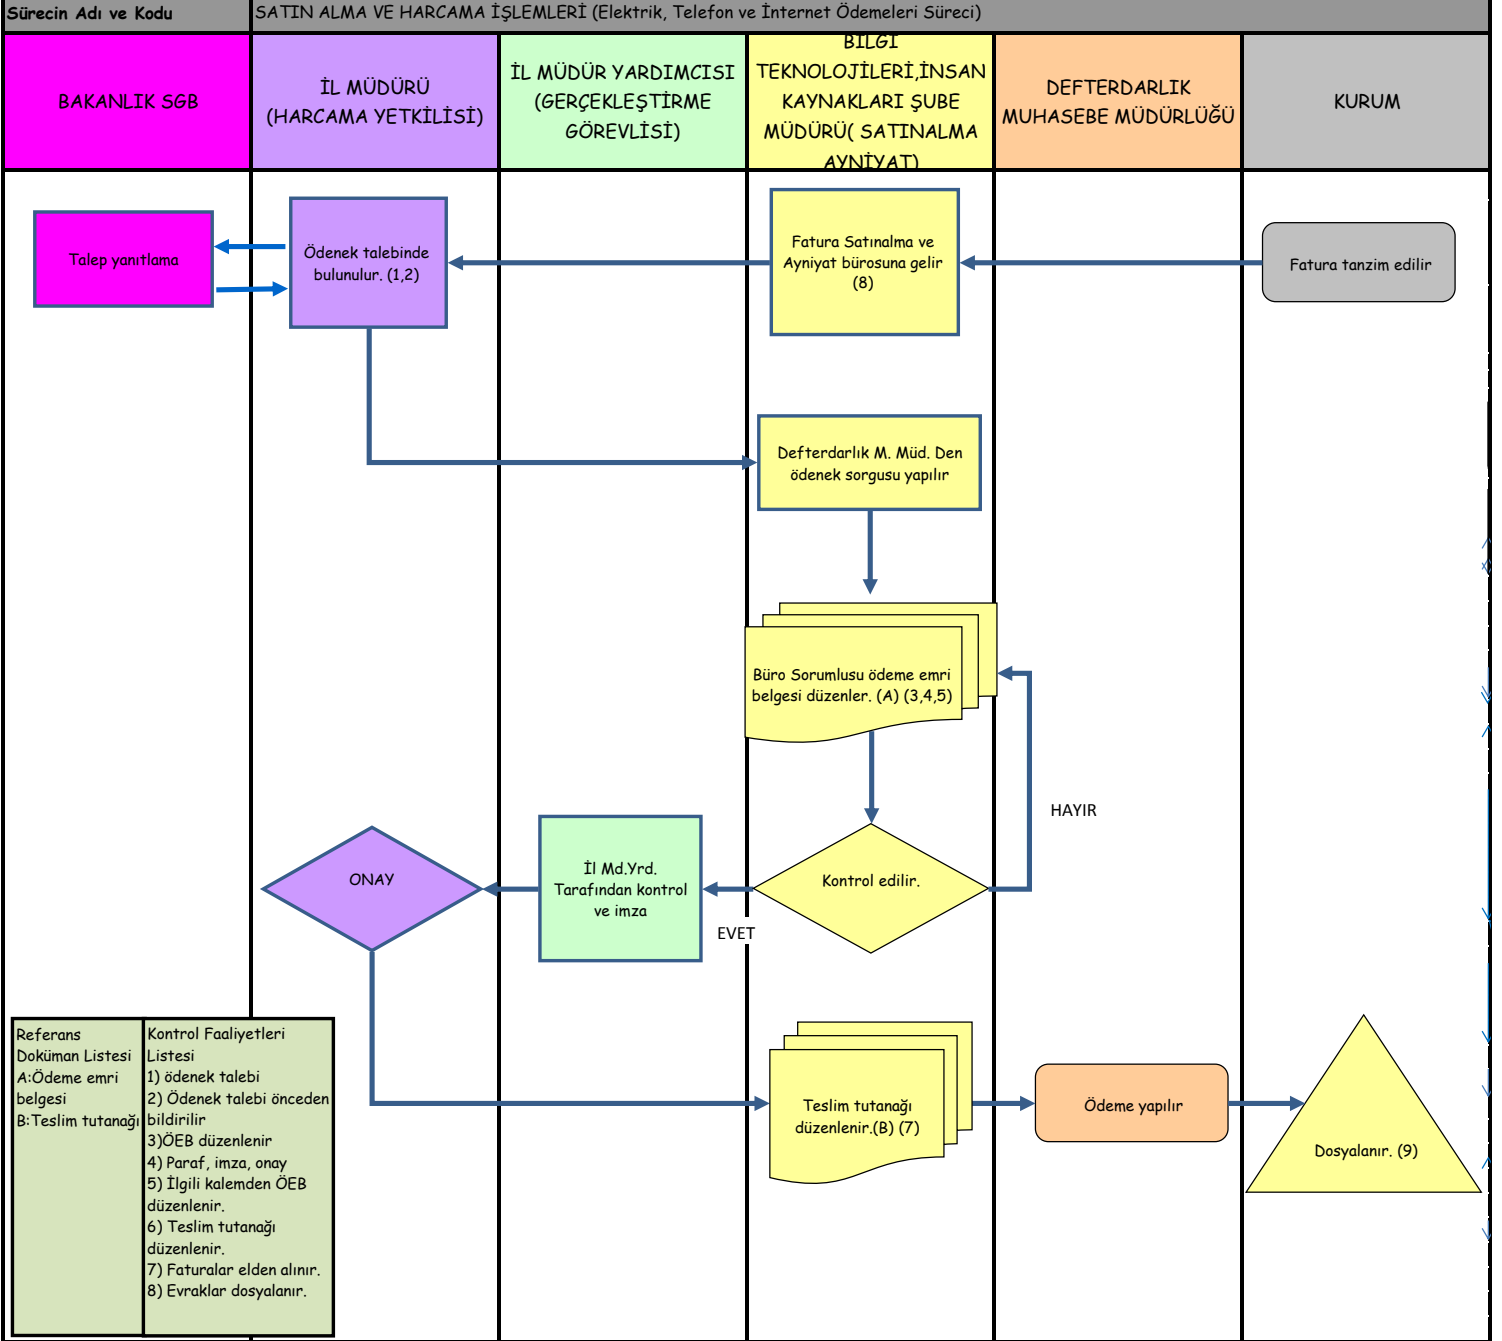 Sürecin Adı ve Kodu
SATIN ALMA VE HARCAMA İŞLEMLERİ (Elektrik, Telefon ve İnternet Ödemeleri Süreci)
BAKANLIK SGB
İL MÜDÜRÜ
(HARCAMA YETKİLİSİ)
İL MÜDÜR YARDIMCISI
(GERÇEKLEŞTİRME
GÖREVLİSİ)
BİLGİ
TEKNOLOJİLERİ,İNSAN
KAYNAKLARI ŞUBE
MÜDÜRÜ( SATINALMA
AYNİYAT)
DEFTERDARLIK
MUHASEBE MÜDÜRLÜĞÜ
KURUM
Talep yanıtlama
Ödenek talebinde
bulunulur. (1,2)
Fatura Satınalma ve
Ayniyat bürosuna gelir
(8)
Fatura tanzim edilir
Defterdarlık M. Müd. Den
ödenek sorgusu yapılır
Büro Sorumlusu ödeme emri
belgesi düzenler. (A) (3,4,5)
HAYIR
ONAY
İl Md.Yrd.
Tarafından kontrol
ve imza
Kontrol edilir.
EVET
Referans
Doküman Listesi
A:Ödeme emri
belgesi
B:Teslim tutanağı
Kontrol Faaliyetleri
Listesi
1) ödenek talebi
2) Ödenek talebi önceden
bildirilir
3)ÖEB düzenlenir
4) Paraf, imza, onay
5) İlgili kalemden ÖEB
düzenlenir.
6) Teslim tutanağı
düzenlenir.
7) Faturalar elden alınır.
8) Evraklar dosyalanır.
Teslim tutanağı
düzenlenir.(B) (7)
Ödeme yapılır
Dosyalanır. (9)